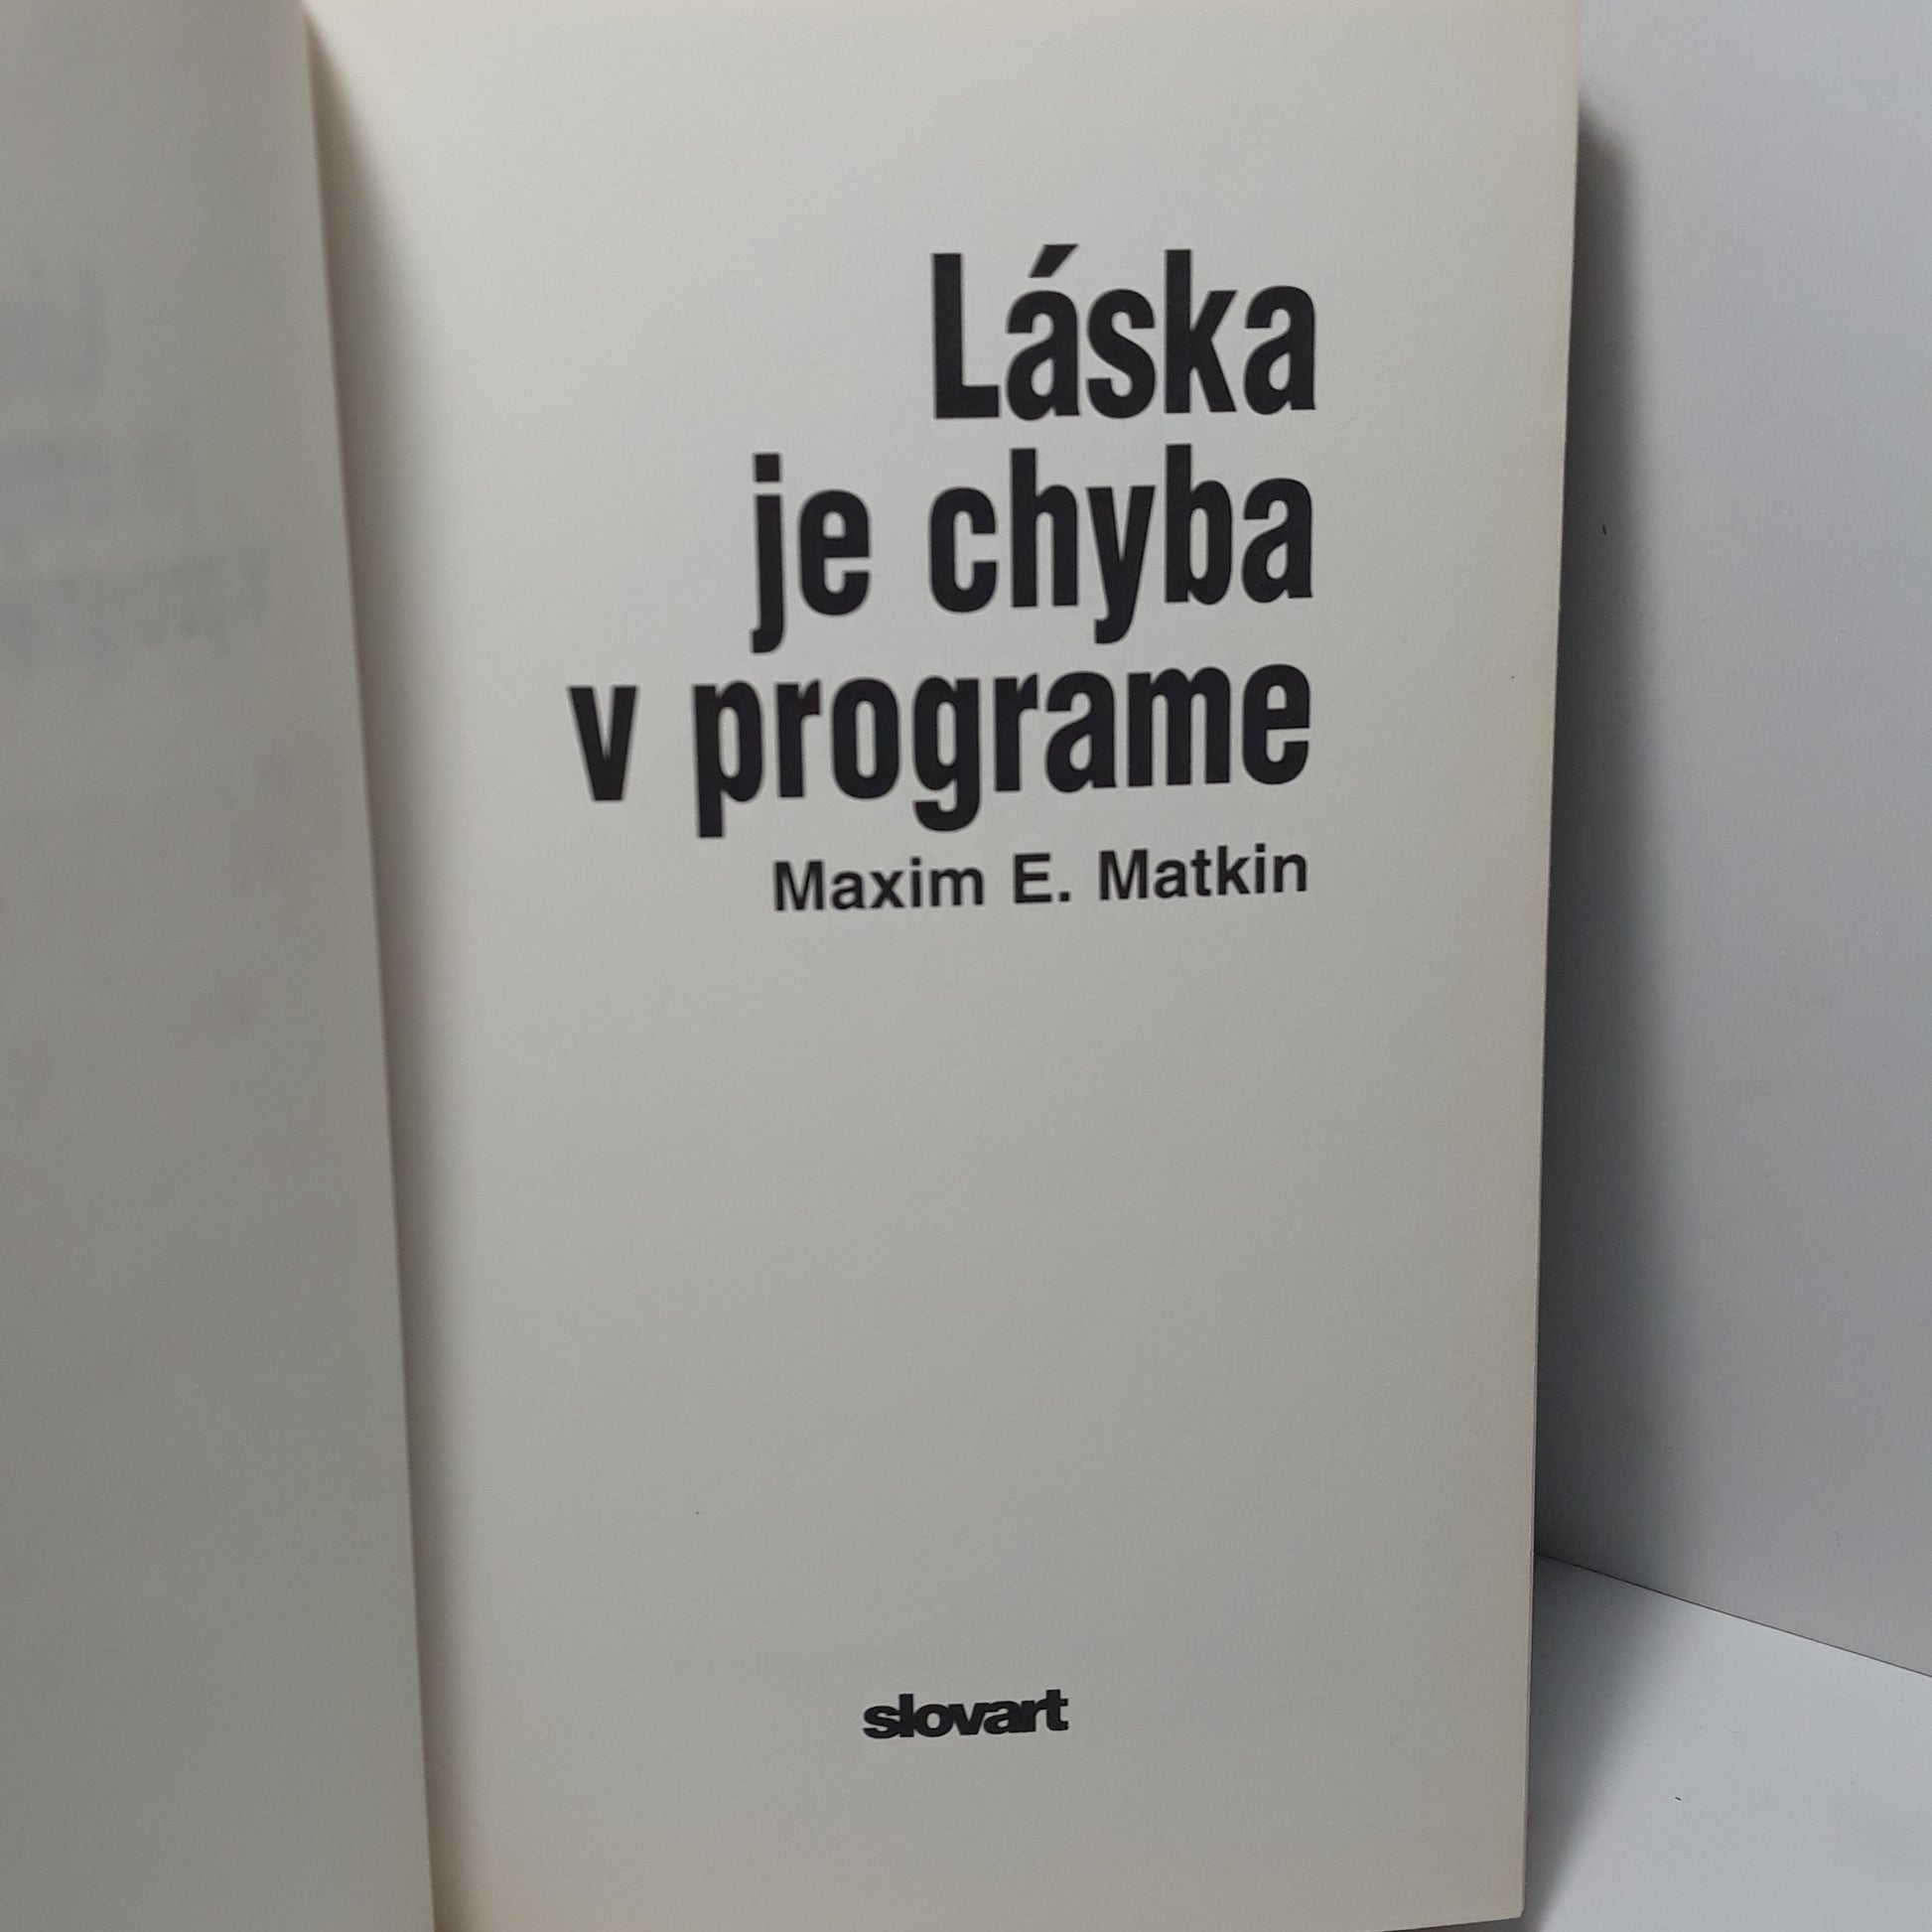 Láska
je chyba
v programe
Maxim E. Matkin
slovart